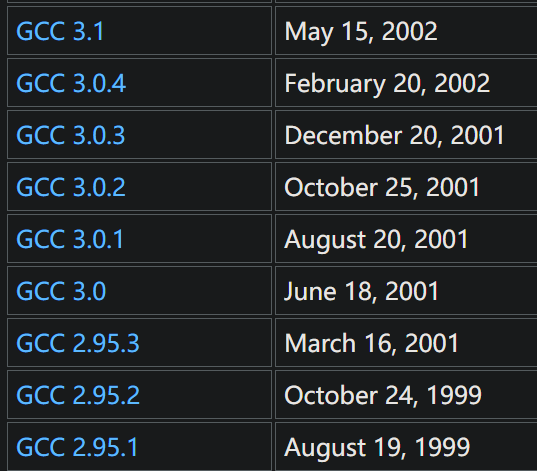 GCC 3.1 May 15, 2002
GCC 3.0.4 February 20, 2002
GCC 3.0.3 December 20, 2001
GCC 3.0.2 October 25, 2001
GCC 3.0.1 August 20, 2001
GCC 3.0 June 18, 2001
GCC 2.95.3 March 16, 2001
GCC 2.95.2 October 24, 1999
GCC 2.95.1 August 19, 1999